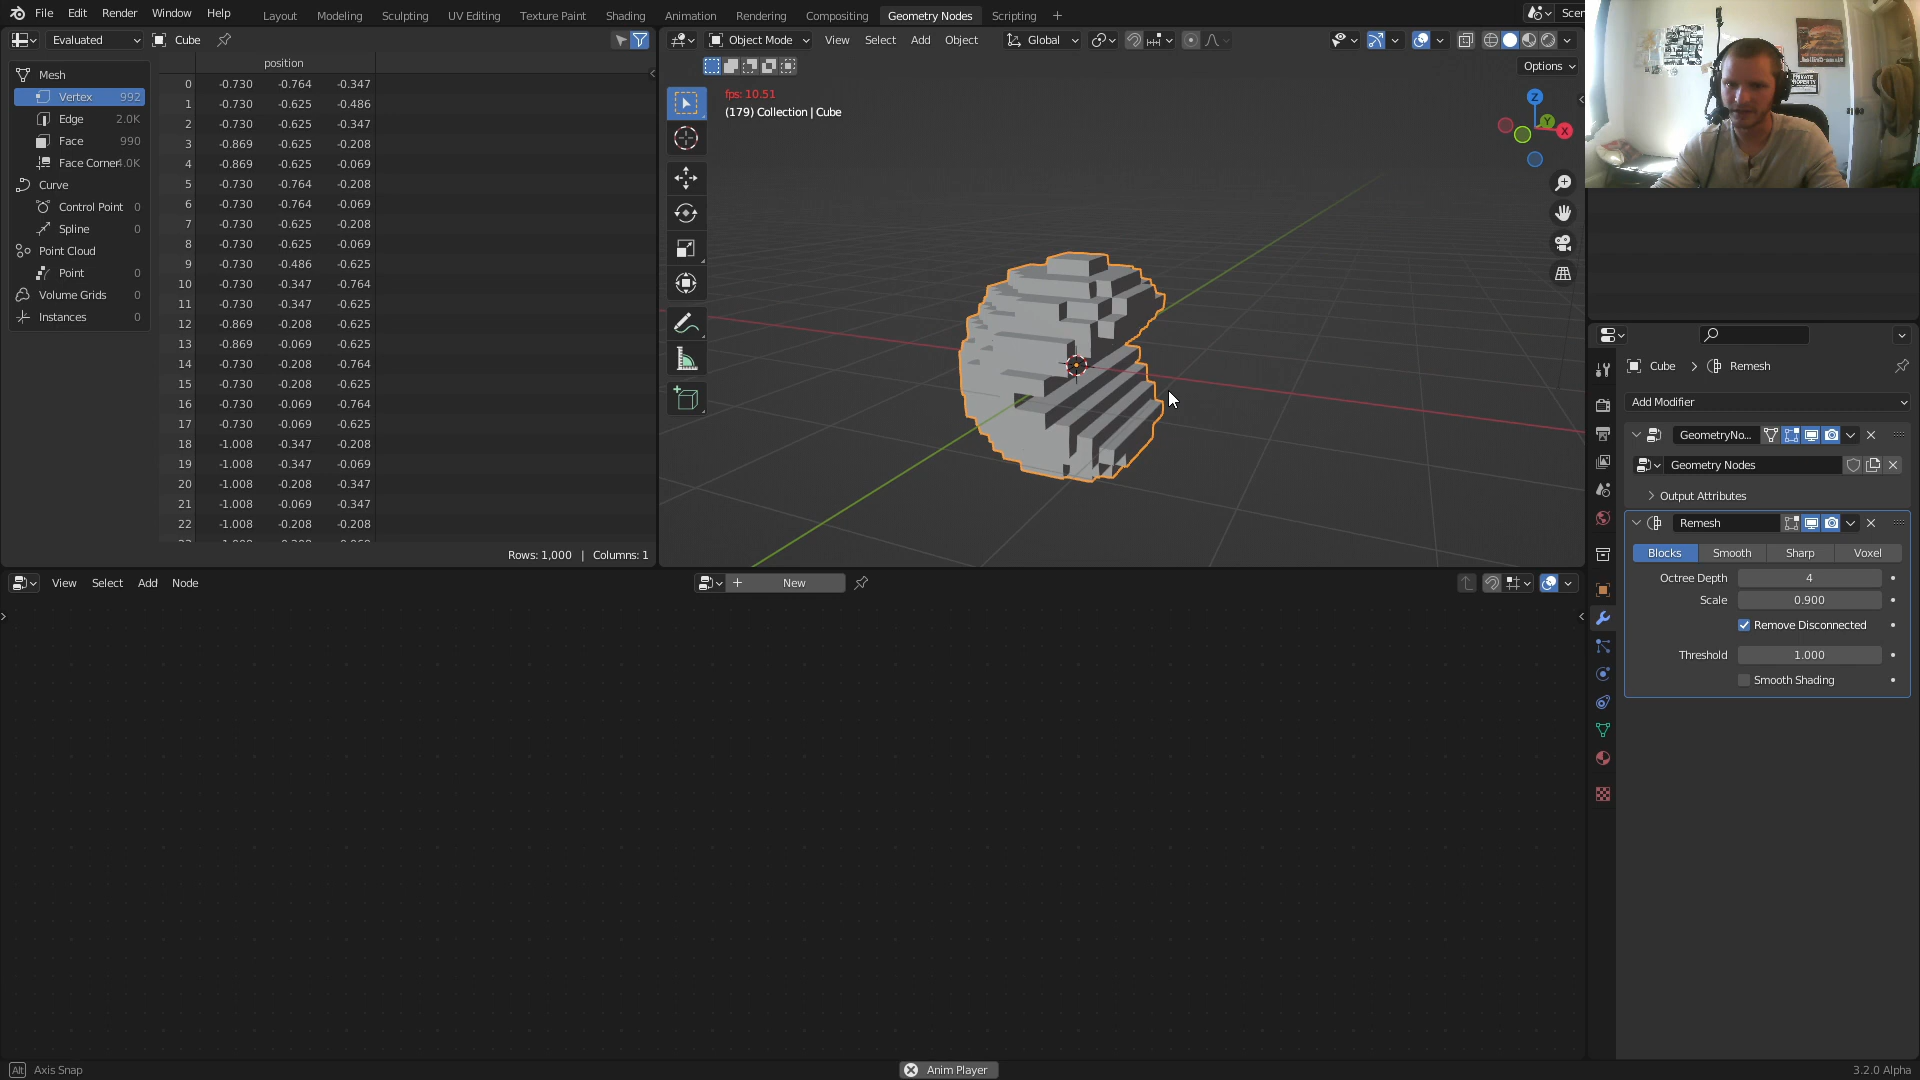 File Edit Render Window Help
Layout Modeling Sculpting UV Editing Texture Paint Shading Animation Rendering Compositing Geometry Nodes Scripting +
Scer
Evaluated Cube
Mesh
Vertex 992
Edge 2.0K
Face 990
Face Corner 4.0K
Curve
Control Point 0
Spline 0
Point Cloud
Point 0
Volume Grids 0
Instances 0
position
0 -0.730 -0.764 -0.347
1 -0.730 -0.625 -0.486
2 -0.730 -0.625 -0.347
3 -0.869 -0.625 -0.208
4 -0.869 -0.625 -0.069
5 -0.730 -0.764 -0.208
6 -0.730 -0.764 -0.069
7 -0.730 -0.625 -0.208
8 -0.730 -0.625 -0.069
9 -0.730 -0.486 -0.625
10 -0.730 -0.347 -0.764
11 -0.730 -0.347 -0.625
12 -0.869 -0.208 -0.625
13 -0.869 -0.069 -0.625
14 -0.730 -0.208 -0.764
15 -0.730 -0.208 -0.625
16 -0.730 -0.069 -0.764
17 -0.730 -0.069 -0.625
18 -1.008 -0.347 -0.208
19 -1.008 -0.347 -0.069
20 -1.008 -0.208 -0.347
21 -1.008 -0.069 -0.347
22 -1.008 -0.208 -0.208
Rows: 1,000 | Columns: 1
Object Mode View Select Add Object Global
Options
fps: 10.51
(179) Collection | Cube
Z
Y
X
PRIVATE
PROPERTY
Cube > Remesh
Add Modifier
GeometryNo...
Geometry Nodes
Output Attributes
Remesh
Blocks Smooth Sharp Voxel
Octree Depth 4
Scale 0.900
Remove Disconnected
Threshold 1.000
Smooth Shading
View Select Add Node
+ New
Alt Axis Snap
Anim Player
3.2.0 Alpha